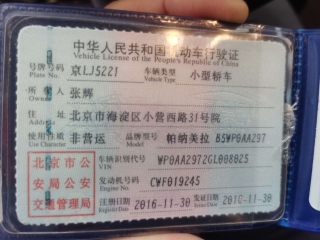 中华人民共和国机动车行驶证
Vehicle License of the People's Republic of China
号牌号码 京LJ5221 车辆类型 小型轿车
Plate No. Vehicle Type
所有人 张辉
Owner
住址 北京市海淀区小营西路31号院
Address
使用性质 非营运 品牌型号 帕纳美拉 BSWP0AA297
Use Character Model
北京市公 车辆识别代号 WP0AA2972GL008025
VIN
安局公安 发动机号码 CWF019245
Engine No.
交通管理局 注册日期 2016-11-30 发证日期 2016-11-30
Register Date Issue Date